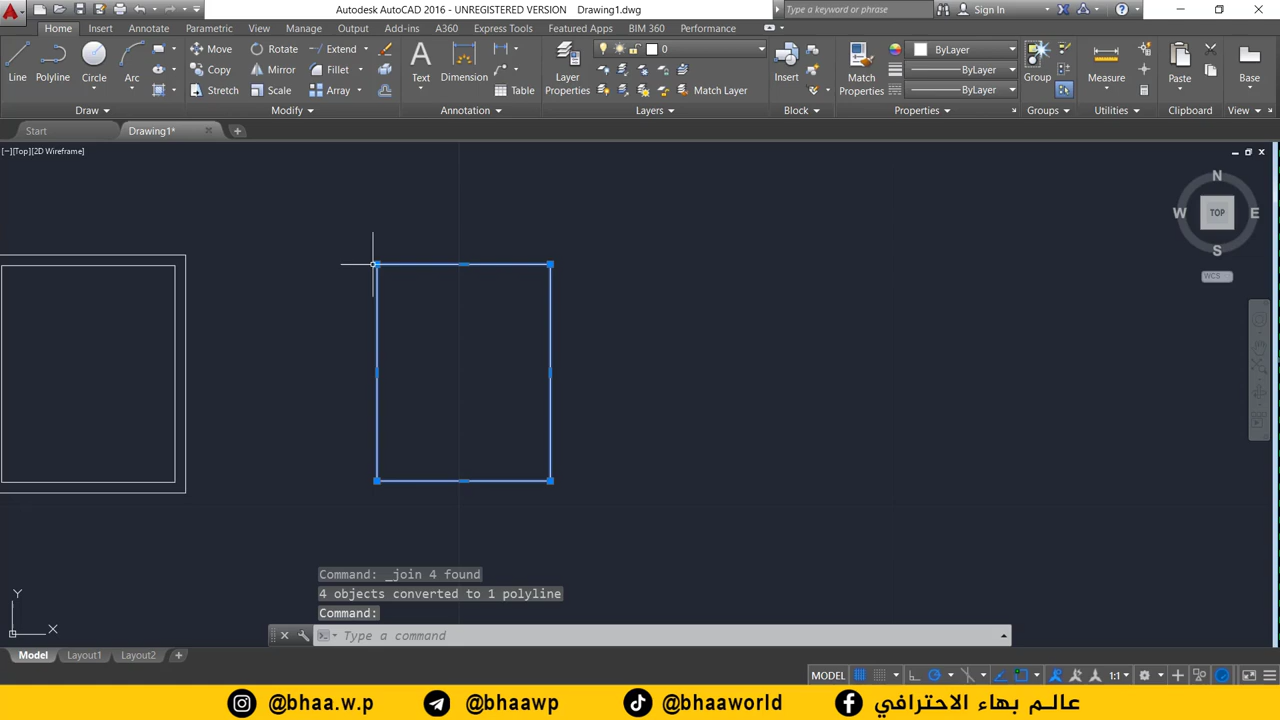 Autodesk AutoCAD 2016 - UNREGISTERED VERSION Drawing1.dwg
Type a keyword or phrase
Sign In
Home Insert Annotate Parametric View Manage Output Add-ins A360 Express Tools Featured Apps BIM 360 Performance
Line Polyline Circle Arc
Move Rotate Extend
Copy Mirror Fillet
Stretch Scale Array
Text Dimension
Table
Layer Properties
0
Match Layer
Insert
Match Properties
ByLayer
ByLayer
ByLayer
Group
Measure
Paste
Base
Draw Modify Annotation Layers Block Properties Groups Utilities Clipboard View
Start Drawing1*
[−][Top][2D Wireframe]
N
W TOP E
S
WCS
Command: _join 4 found
4 objects converted to 1 polyline
Command:
Y
X
Type a command
Model Layout1 Layout2
MODEL 1:1
@bhaa.w.p @bhaawp @bhaaworld عالم بهاء الاحترافي